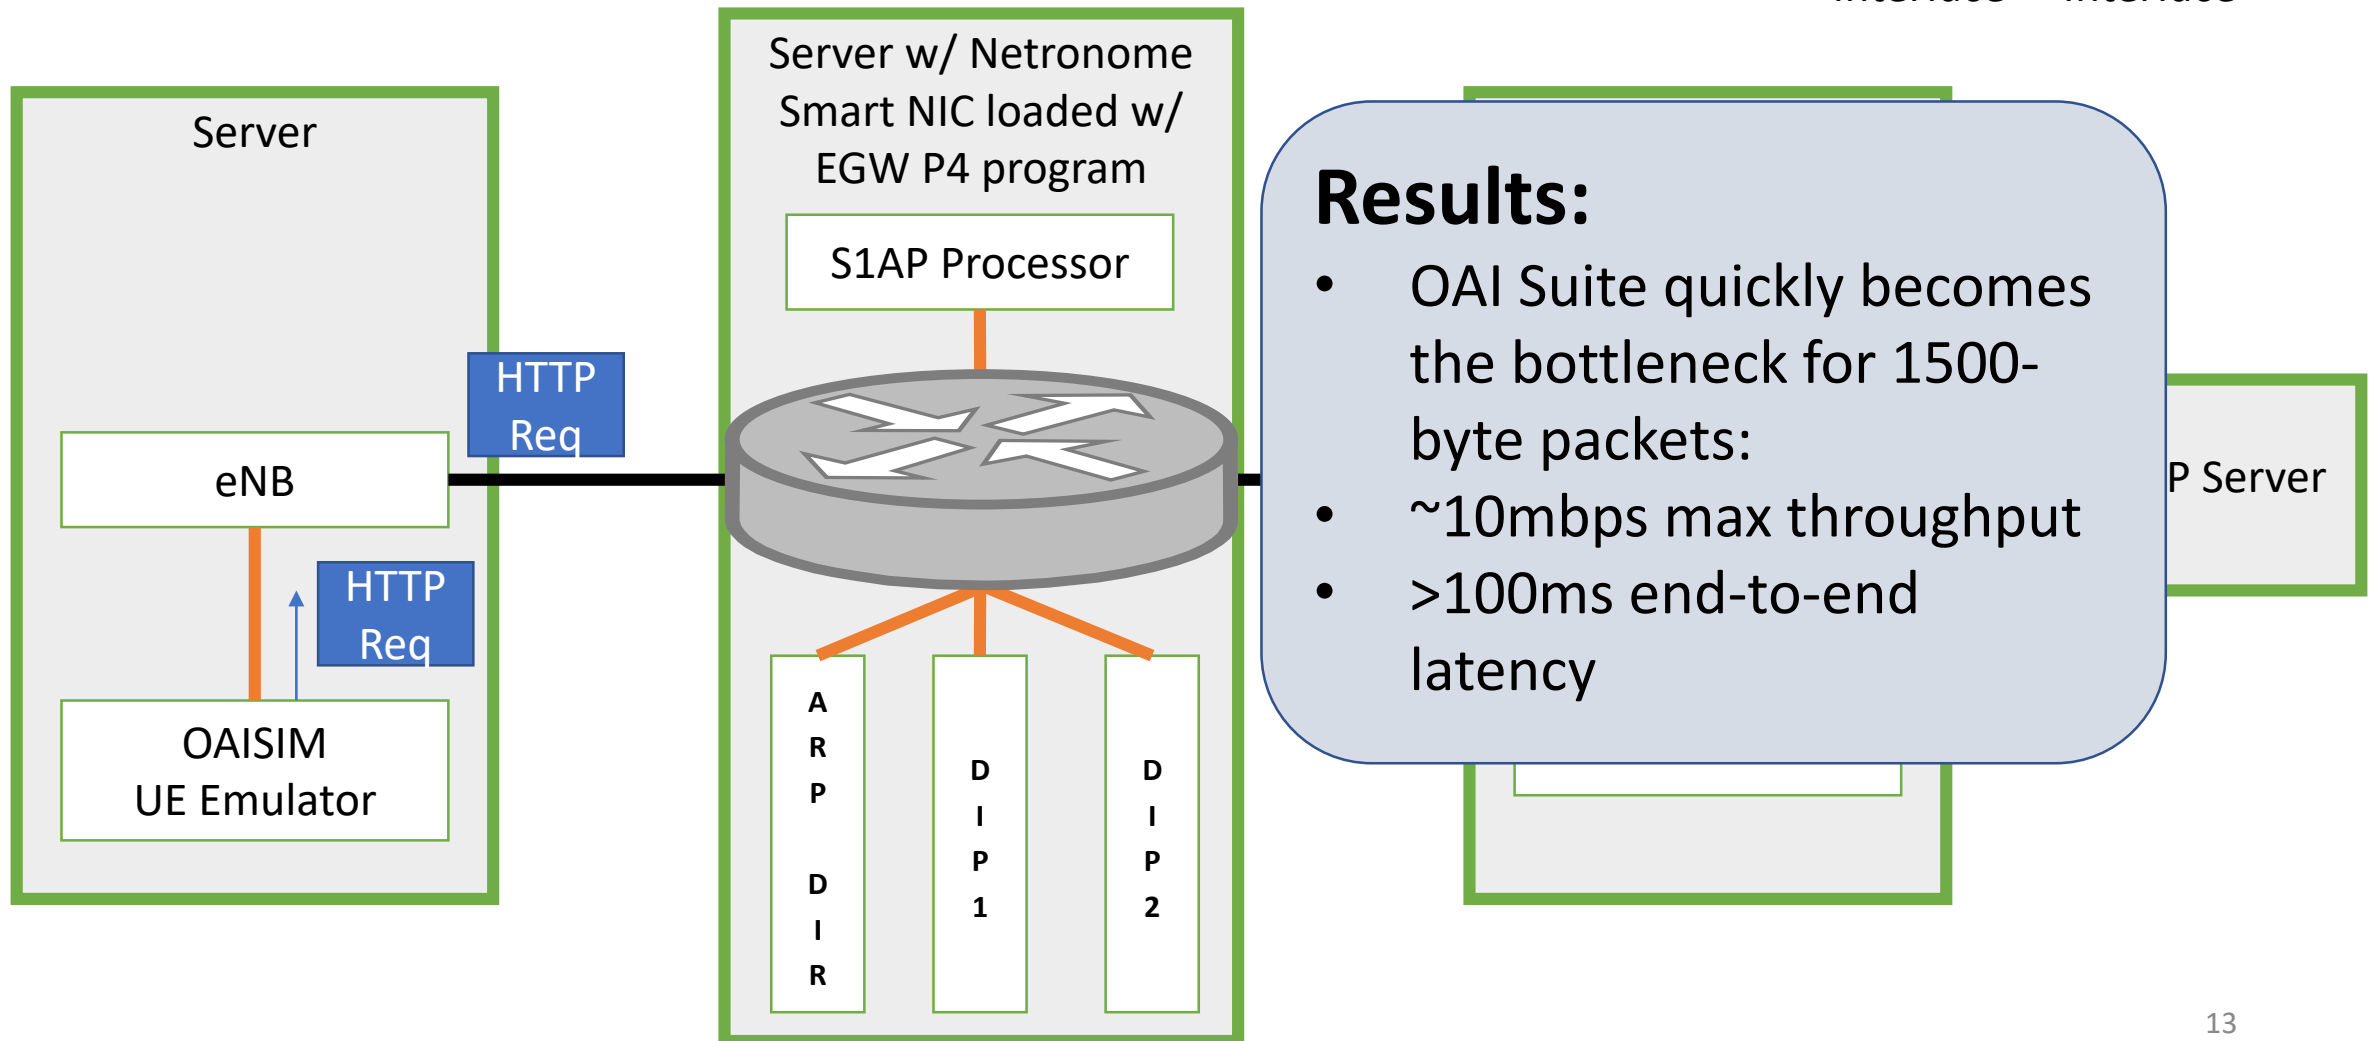 Server
Server w/ Netronome
Smart NIC loaded w/
EGW P4 program
S1AP Processor
HTTP
Req
eNB
HTTP
Req
OAISIM
UE Emulator
A
R
P
D
I
R
D
I
P
1
D
I
P
2
Results:
• OAI Suite quickly becomes
the bottleneck for 1500-
byte packets:
• ~10mbps max throughput
• >100ms end-to-end
latency
P Server
13